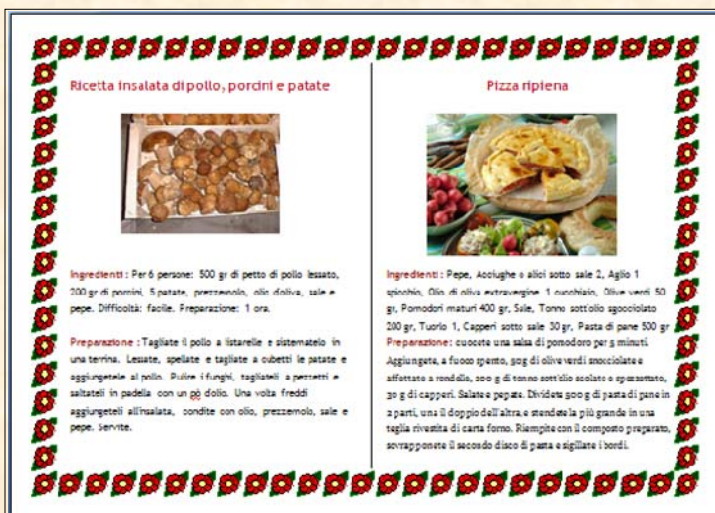 Ricetta insalata di pollo, porcini e patate
Ingredienti : Per 6 persone: 500 gr di petto di pollo lessato,
200 gr di porcini, 5 patate, prezzemolo, olio d'oliva, sale e
pepe. Difficoltà: facile. Preparazione: 1 ora.
Preparazione : Tagliate il pollo a listarelle e sistematelo in
una terrina. Lessate, spelate e tagliate a cubetti le patate e
aggiungetele al pollo. Pulire i funghi, tagliateli a pezzetti e
saltateli in padella con un pò d'olio. Una volta freddi
aggiungeteli all'insalata, condite con olio, prezzemolo, sale e
pepe. Servite.
Pizza ripiena
Ingredienti : Pepe, Acciughe o alici sotto sale 2, Aglio 1
spicchio, Olio di oliva extravergine 1 cucchiaio, Olive verdi 50
gr, Pomodori maturi 400 gr, Sale, Tonno sott'olio sgocciolato
200 gr, Tuorlo 1, Capperi sotto sale 30 gr, Pasta di pane 500 gr
Preparazione : cuocete una salsa di pomodoro per 5 minuti.
Aggiungete, a fuoco spento, 50g di olive verdi snocciolate e
affettate a rondelle, 200 g di tonno sott'olio scolato e spezzettato,
30 g di capperi. Salate e pepate. Dividete 500 g di pasta di pane in
2 parti, una il doppio dell'altra, e stendete la più grande in una
teglia rivestita di carta forno. Riempite con il composto preparato,
sovrapponete il secondo disco di pasta e sigillate i bordi.